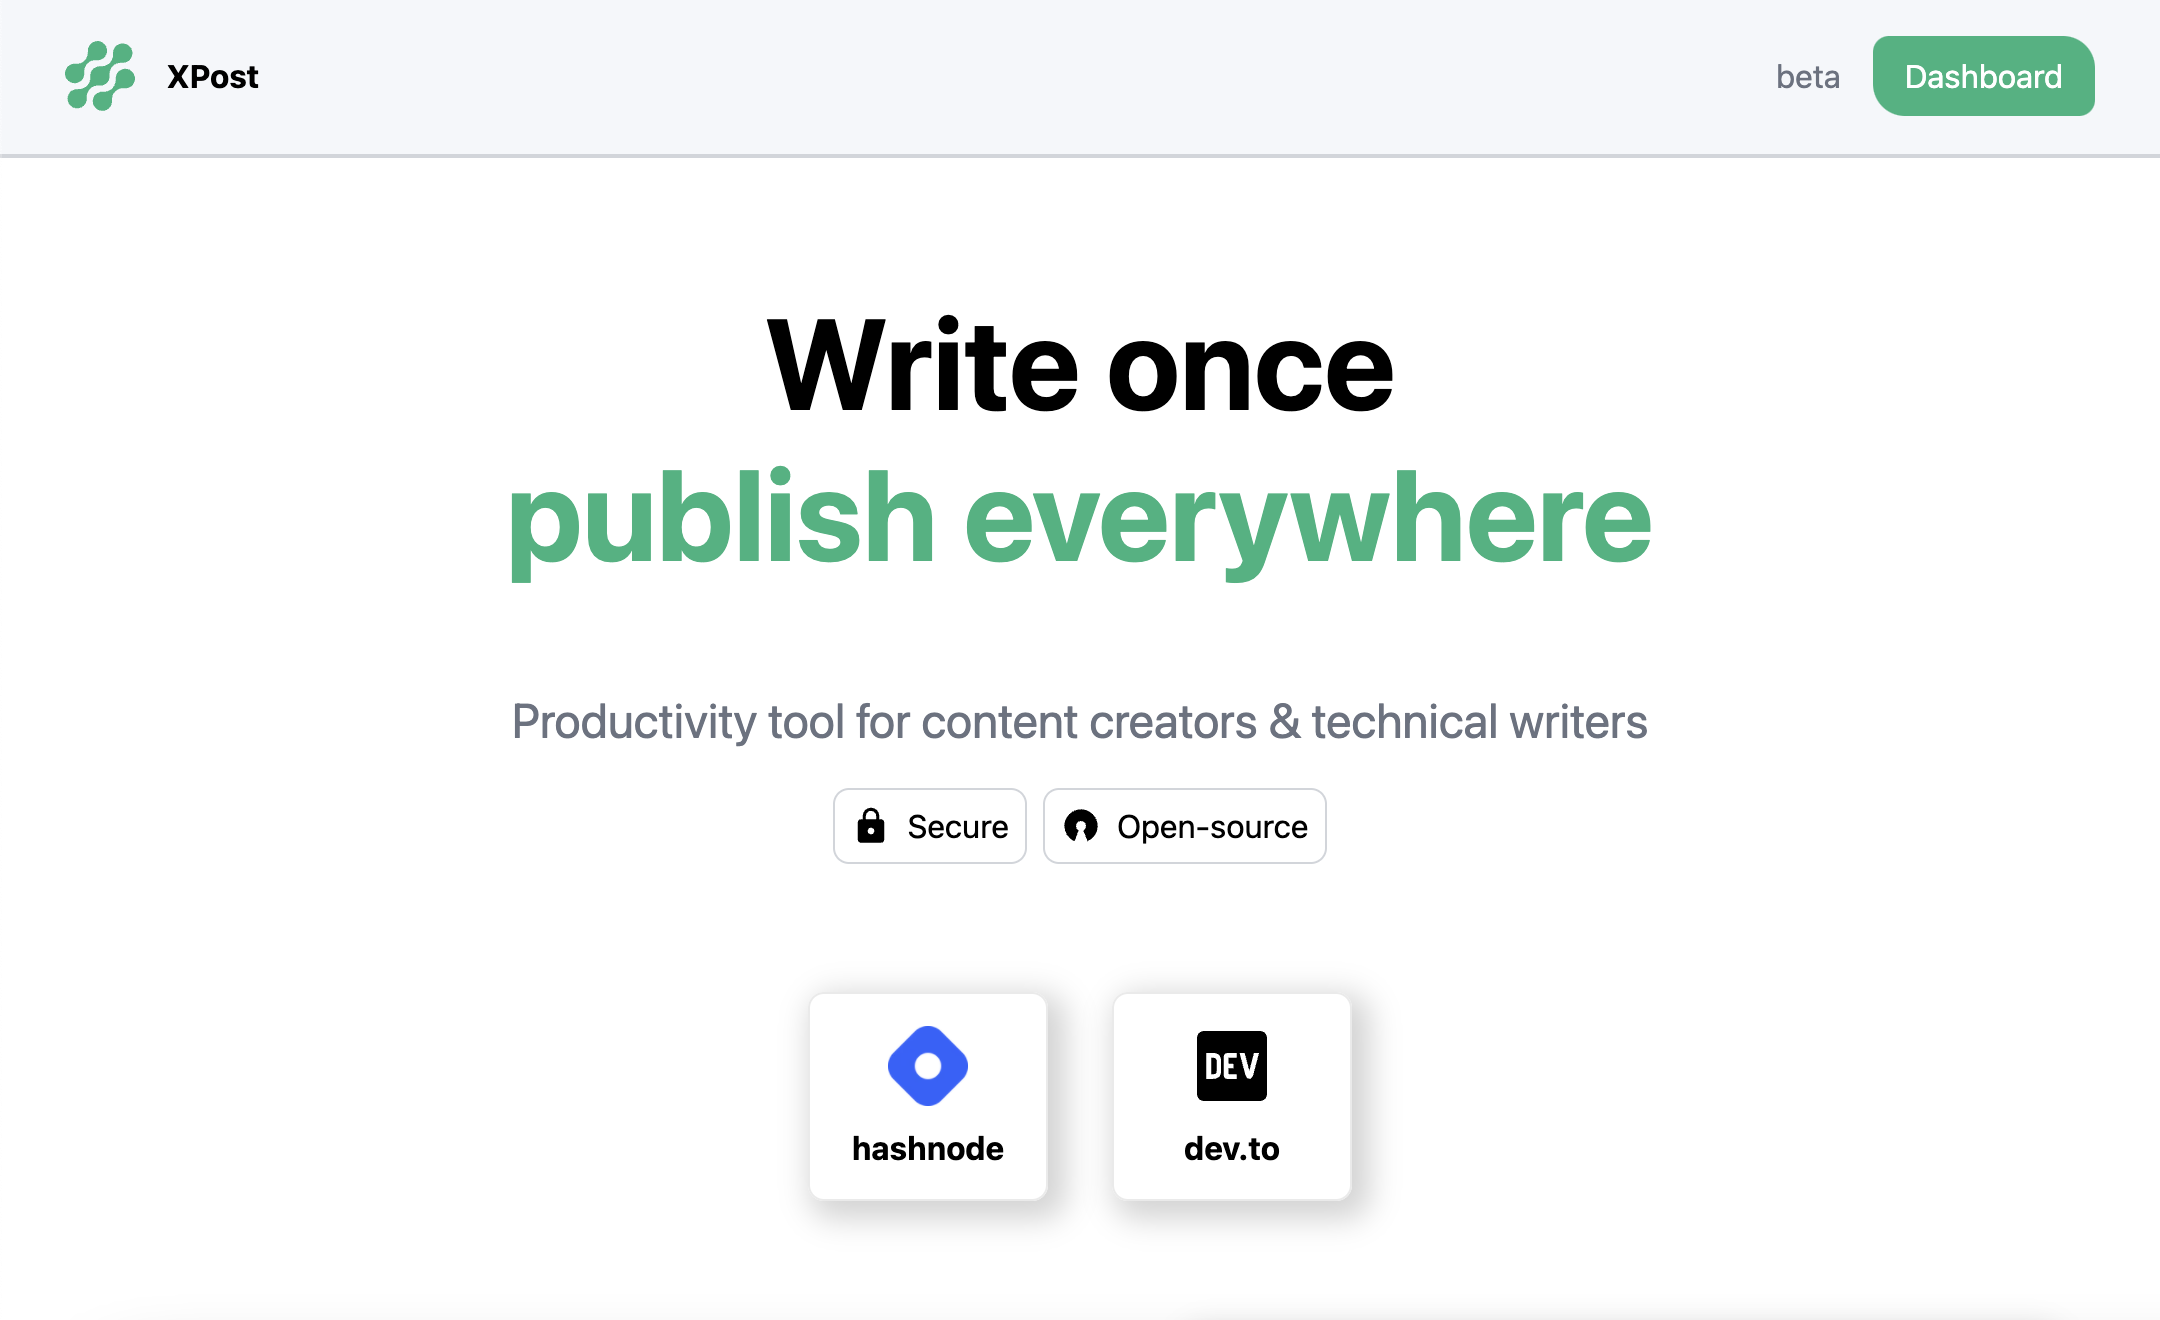 XPost
beta
Dashboard
Write once
publish everywhere
Productivity tool for content creators & technical writers
Secure
Open-source
hashnode
DEV
dev.to